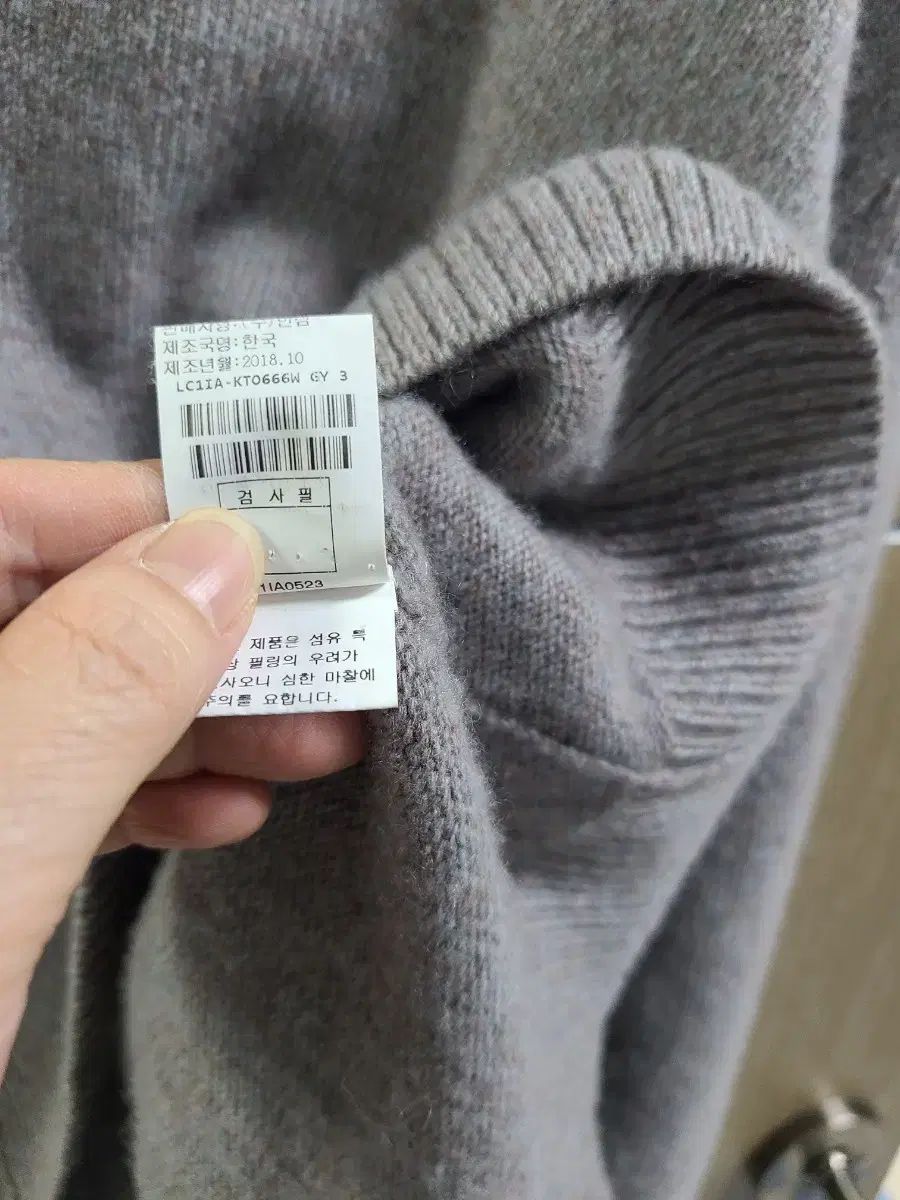 제조국명:한국
제조년월:2018.10
LC1IA-KTO666W GY 3
검 사 필
1IA0523
제품은 섬유 특
필링의 우려가
사오니 심한 마찰에
주의를 요합니다.